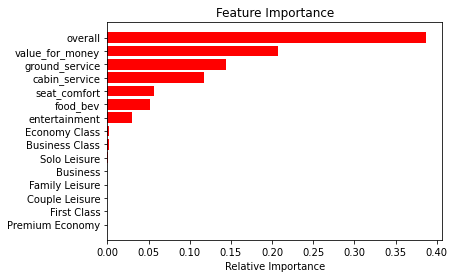 Feature Importance
overall
value_for_money
ground_service
cabin_service
seat_comfort
food_bev
entertainment
Economy Class
Business Class
Solo Leisure
Business
Family Leisure
Couple Leisure
First Class
Premium Economy
0.00 0.05 0.10 0.15 0.20 0.25 0.30 0.35 0.40
Relative Importance